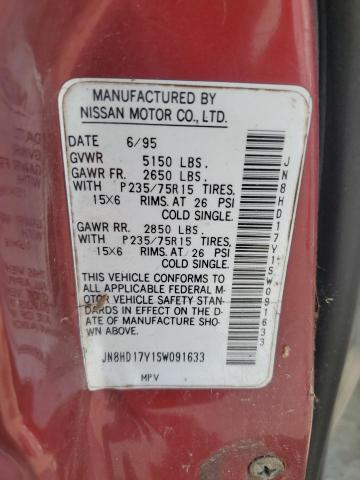 MANUFACTURED BY
NISSAN MOTOR CO., LTD.
DATE 6/95
GVWR 5150 LBS.
GAWR FR. 2650 LBS.
WITH P235/75R15 TIRES,
15X6 RIMS. AT 26 PSI
COLD SINGLE.
GAWR RR. 2850 LBS.
WITH P235/75R15 TIRES,
15X6 RIMS. AT 26 PSI
COLD SINGLE.
THIS VEHICLE CONFORMS TO
ALL APPLICABLE FEDERAL M-
OTOR VEHICLE SAFETY STAN-
DARDS IN EFFECT ON THE D-
ATE OF MANUFACTURE SHO-
WN ABOVE.
JN8HD17Y1SW091633
MPV
JN8HD17Y1SW091633